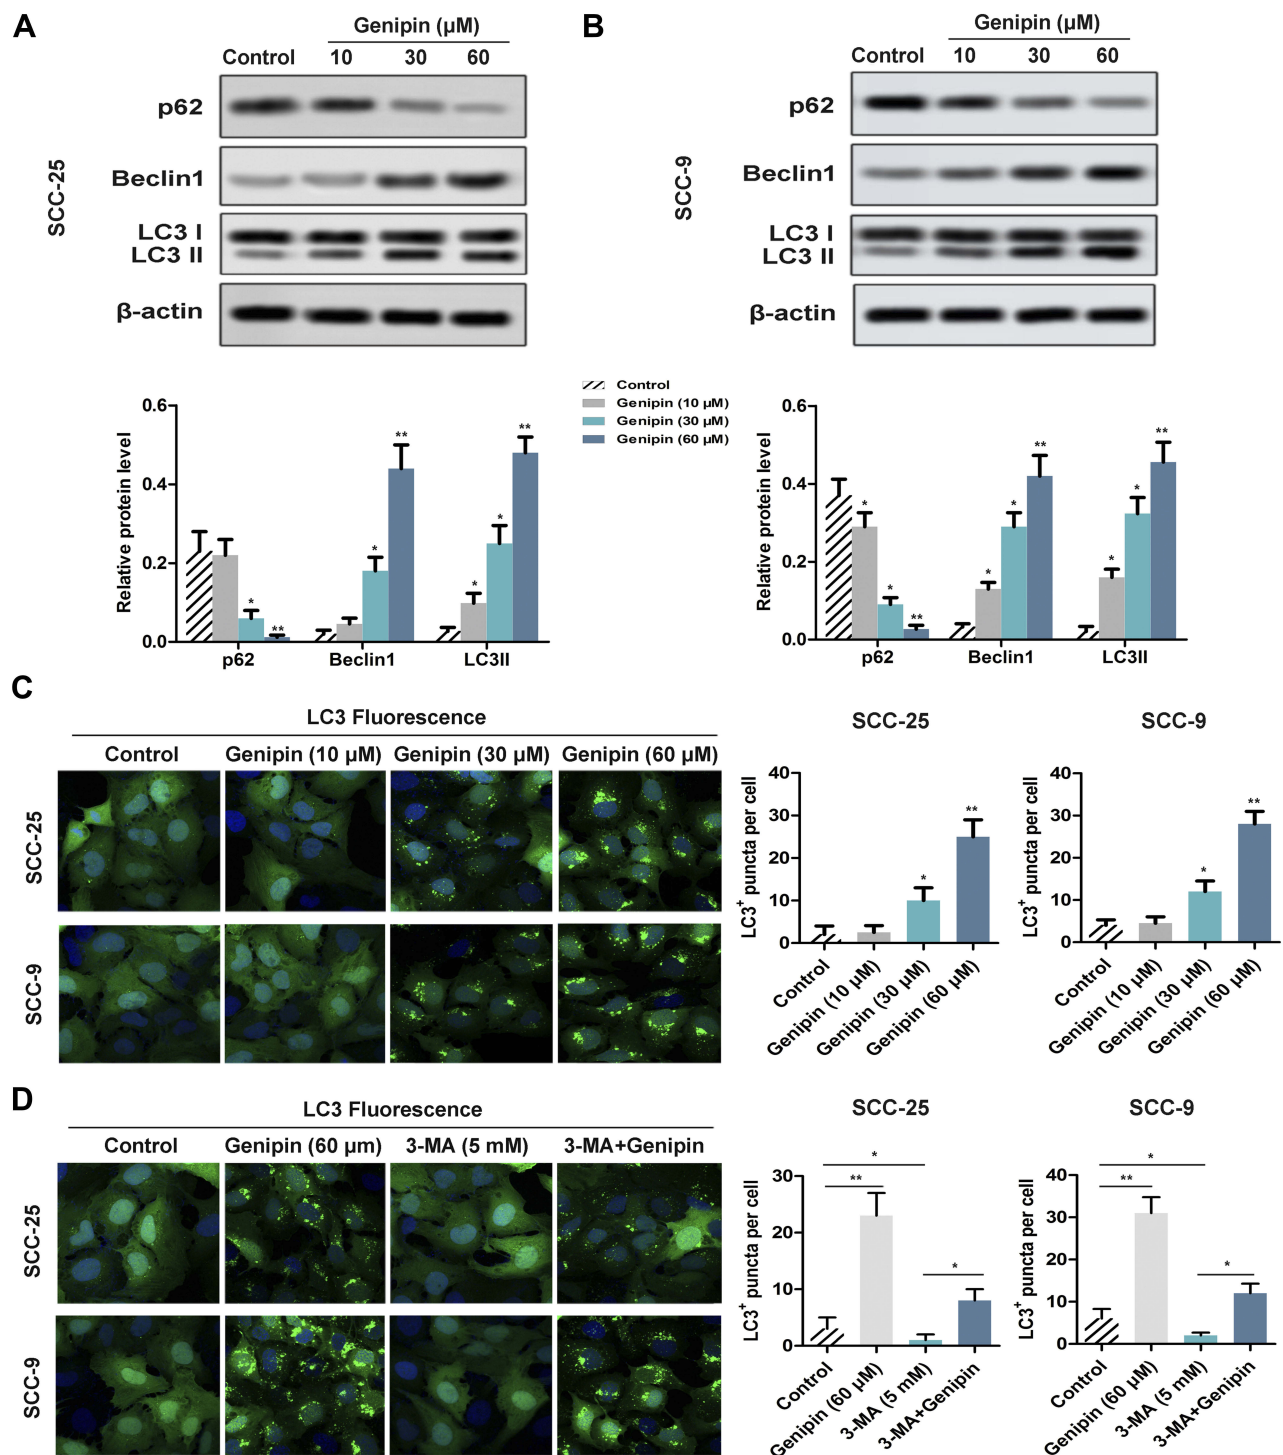 A
Genipin (µM)
Control 10 30 60
SCC-25
p62
Beclin1
LC3 I
LC3 II
β-actin
B
Genipin (µM)
Control 10 30 60
SCC-9
p62
Beclin1
LC3 I
LC3 II
β-actin
Control
Genipin (10 µM)
Genipin (30 µM)
Genipin (60 µM)
Relative protein level
0.6
0.4
0.2
0.0
* ** * ** * * **
p62 Beclin1 LC3II
Relative protein level
0.6
0.4
0.2
0.0
* * ** * * ** * * **
p62 Beclin1 LC3II
C
LC3 Fluorescence
Control Genipin (10 µM) Genipin (30 µM) Genipin (60 µM)
SCC-25
SCC-9
SCC-25
LC3+ puncta per cell
40
30
20
10
0
* **
Control
Genipin (10 µM)
Genipin (30 µM)
Genipin (60 µM)
SCC-9
LC3+ puncta per cell
40
30
20
10
0
* **
Control
Genipin (10 µM)
Genipin (30 µM)
Genipin (60 µM)
D
LC3 Fluorescence
Control Genipin (60 µm) 3-MA (5 mM) 3-MA+Genipin
SCC-25
SCC-9
SCC-25
LC3+ puncta per cell
30
20
10
0
*
**
*
Control
Genipin (60 µM)
3-MA (5 mM)
3-MA+Genipin
SCC-9
LC3+ puncta per cell
40
30
20
10
0
*
**
*
Control
Genipin (60 µM)
3-MA (5 mM)
3-MA+Genipin